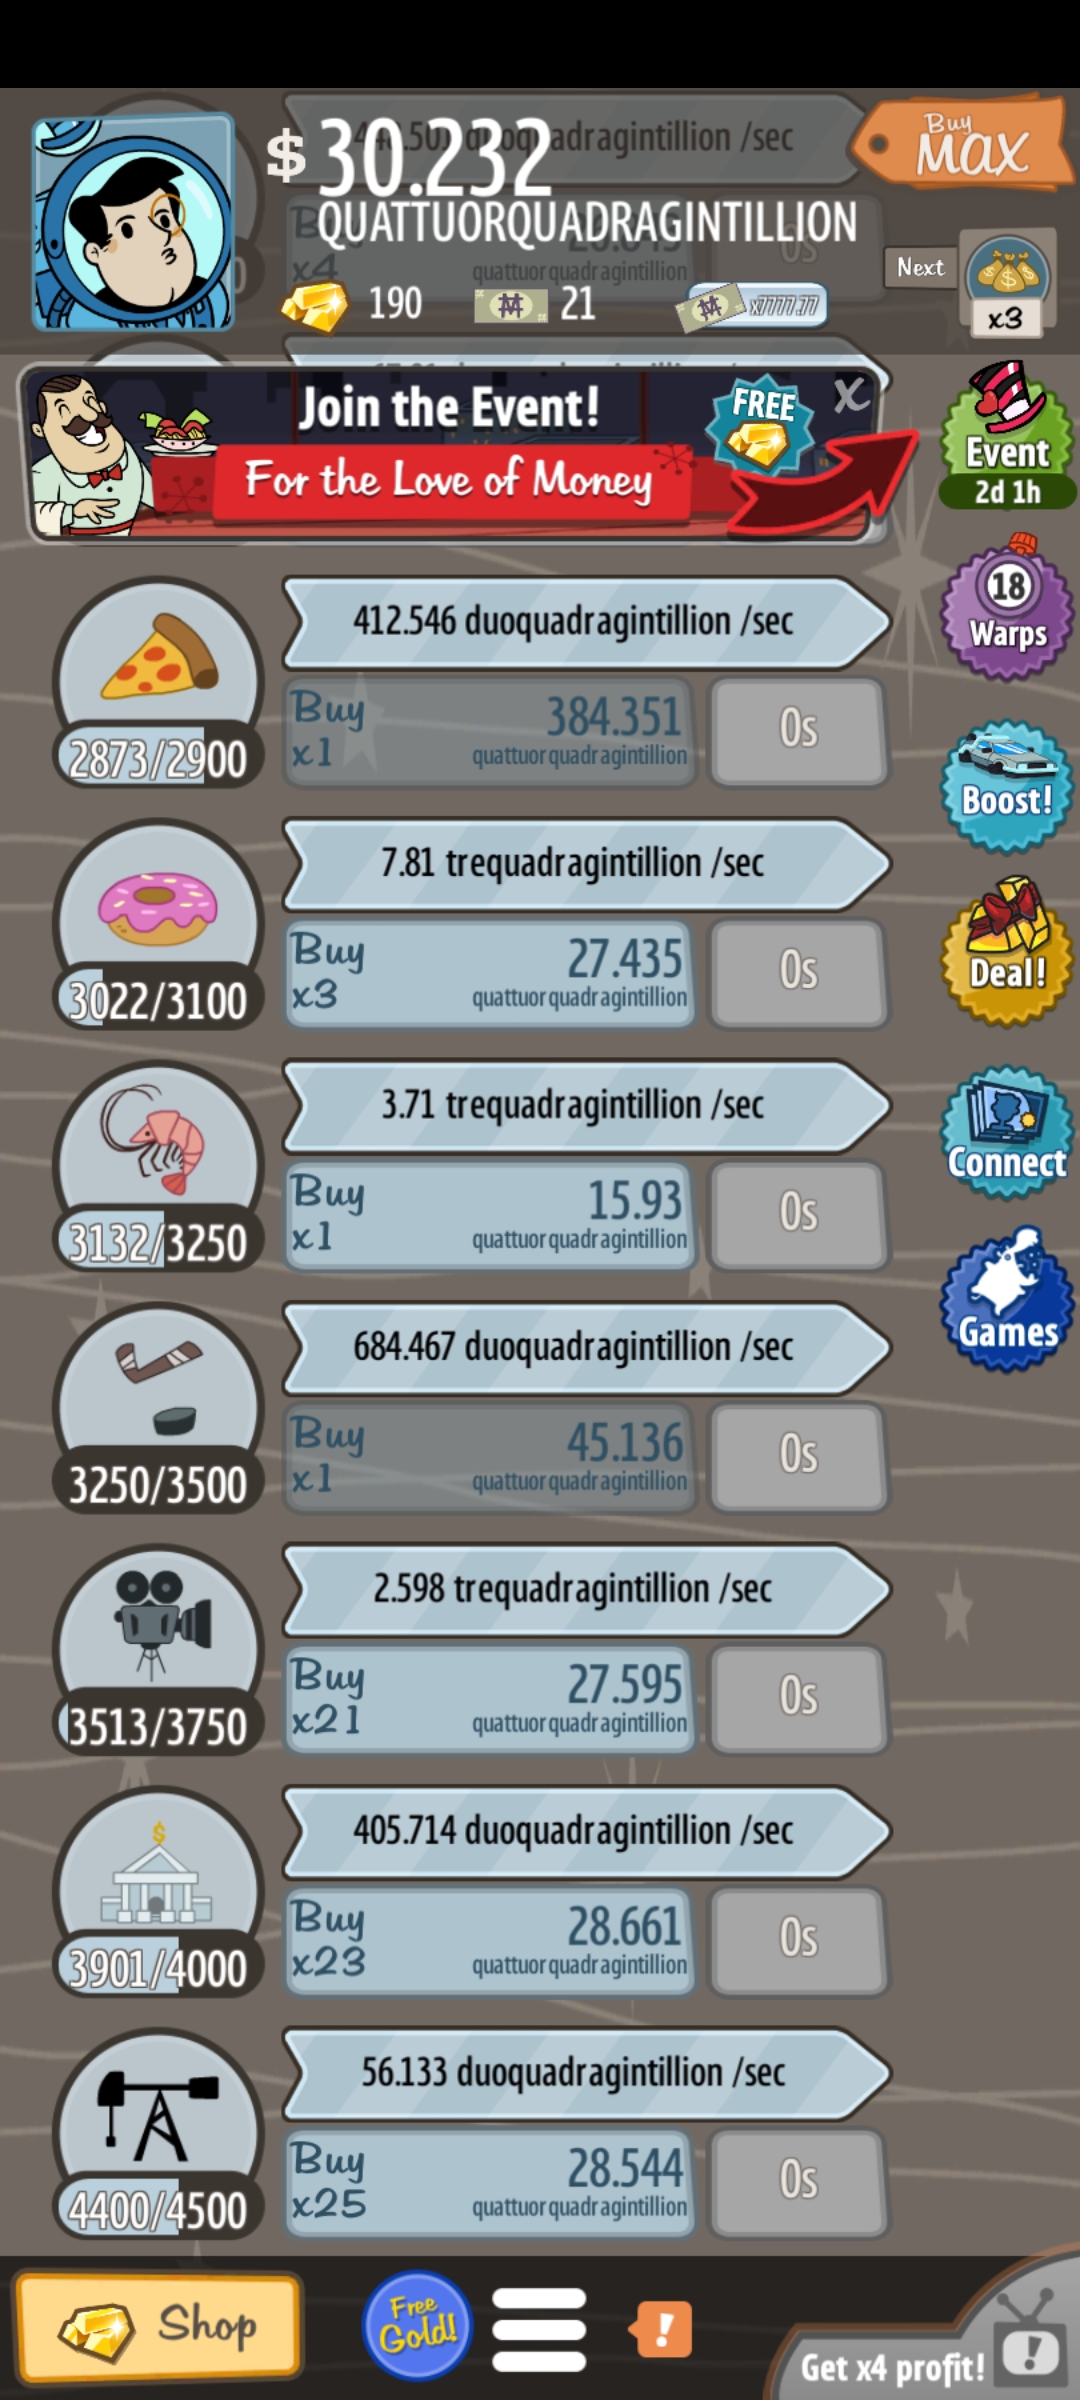 $ 30.232
QUATTUORQUADRAGINTILLION
Buy
MAX
190
21
x7777.77
Next
x3
duoquadragintillion /sec
Buy
x4
quattuorquadragintillion
0s
Join the Event!
FREE
X
For the Love of Money
Event
2d 1h
412.546 duoquadragintillion /sec
18
Warps
2873/2900
Buy
x1
384.351
quattuorquadragintillion
0s
Boost!
7.81 trequadragintillion /sec
3022/3100
Buy
x3
27.435
quattuorquadragintillion
0s
Deal!
3.71 trequadragintillion /sec
3132/3250
Buy
x1
15.93
quattuorquadragintillion
0s
Connect
684.467 duoquadragintillion /sec
3250/3500
Buy
x1
45.136
quattuorquadragintillion
0s
Games
2.598 trequadragintillion /sec
3513/3750
Buy
x21
27.595
quattuorquadragintillion
0s
405.714 duoquadragintillion /sec
3901/4000
Buy
x23
28.661
quattuorquadragintillion
0s
56.133 duoquadragintillion /sec
4400/4500
Buy
x25
28.544
quattuorquadragintillion
0s
Shop
Free
Gold!
!
Get x4 profit!
!